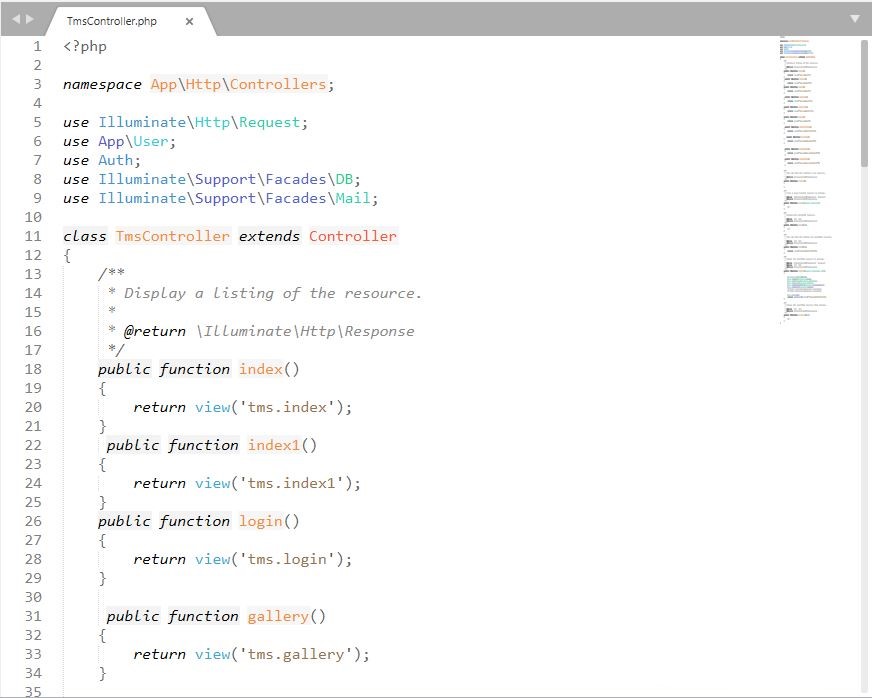 TmsController.php ×
1 <?php
2
3 namespace App\Http\Controllers;
4
5 use Illuminate\Http\Request;
6 use App\User;
7 use Auth;
8 use Illuminate\Support\Facades\DB;
9 use Illuminate\Support\Facades\Mail;
10
11 class TmsController extends Controller
12 {
13     /**
14      * Display a listing of the resource.
15      *
16      * @return \Illuminate\Http\Response
17      */
18     public function index()
19     {
20         return view('tms.index');
21     }
22      public function index1()
23     {
24         return view('tms.index1');
25     }
26     public function login()
27     {
28         return view('tms.login');
29     }
30
31      public function gallery()
32     {
33         return view('tms.gallery');
34     }
35